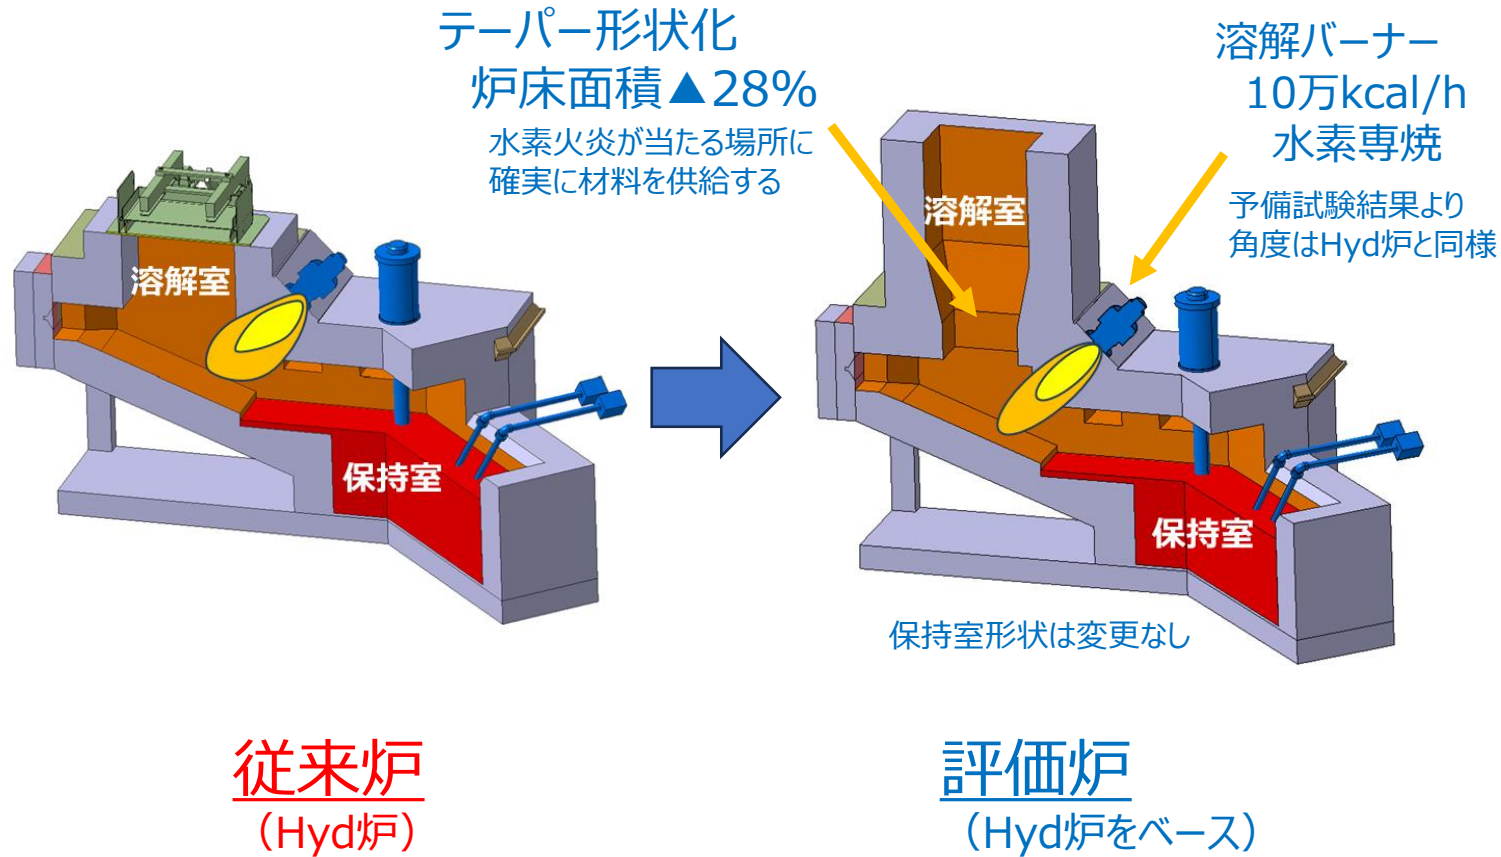 テーパー形状化
炉床面積▲28%
水素火炎が当たる場所に
確実に材料を供給する
溶解バーナー
10万kcal/h
水素専焼
予備試験結果より
角度はHyd炉と同様
溶解室
保持室
溶解室
保持室
保持室形状は変更なし
従来炉
（Hyd炉）
評価炉
（Hyd炉をベース）